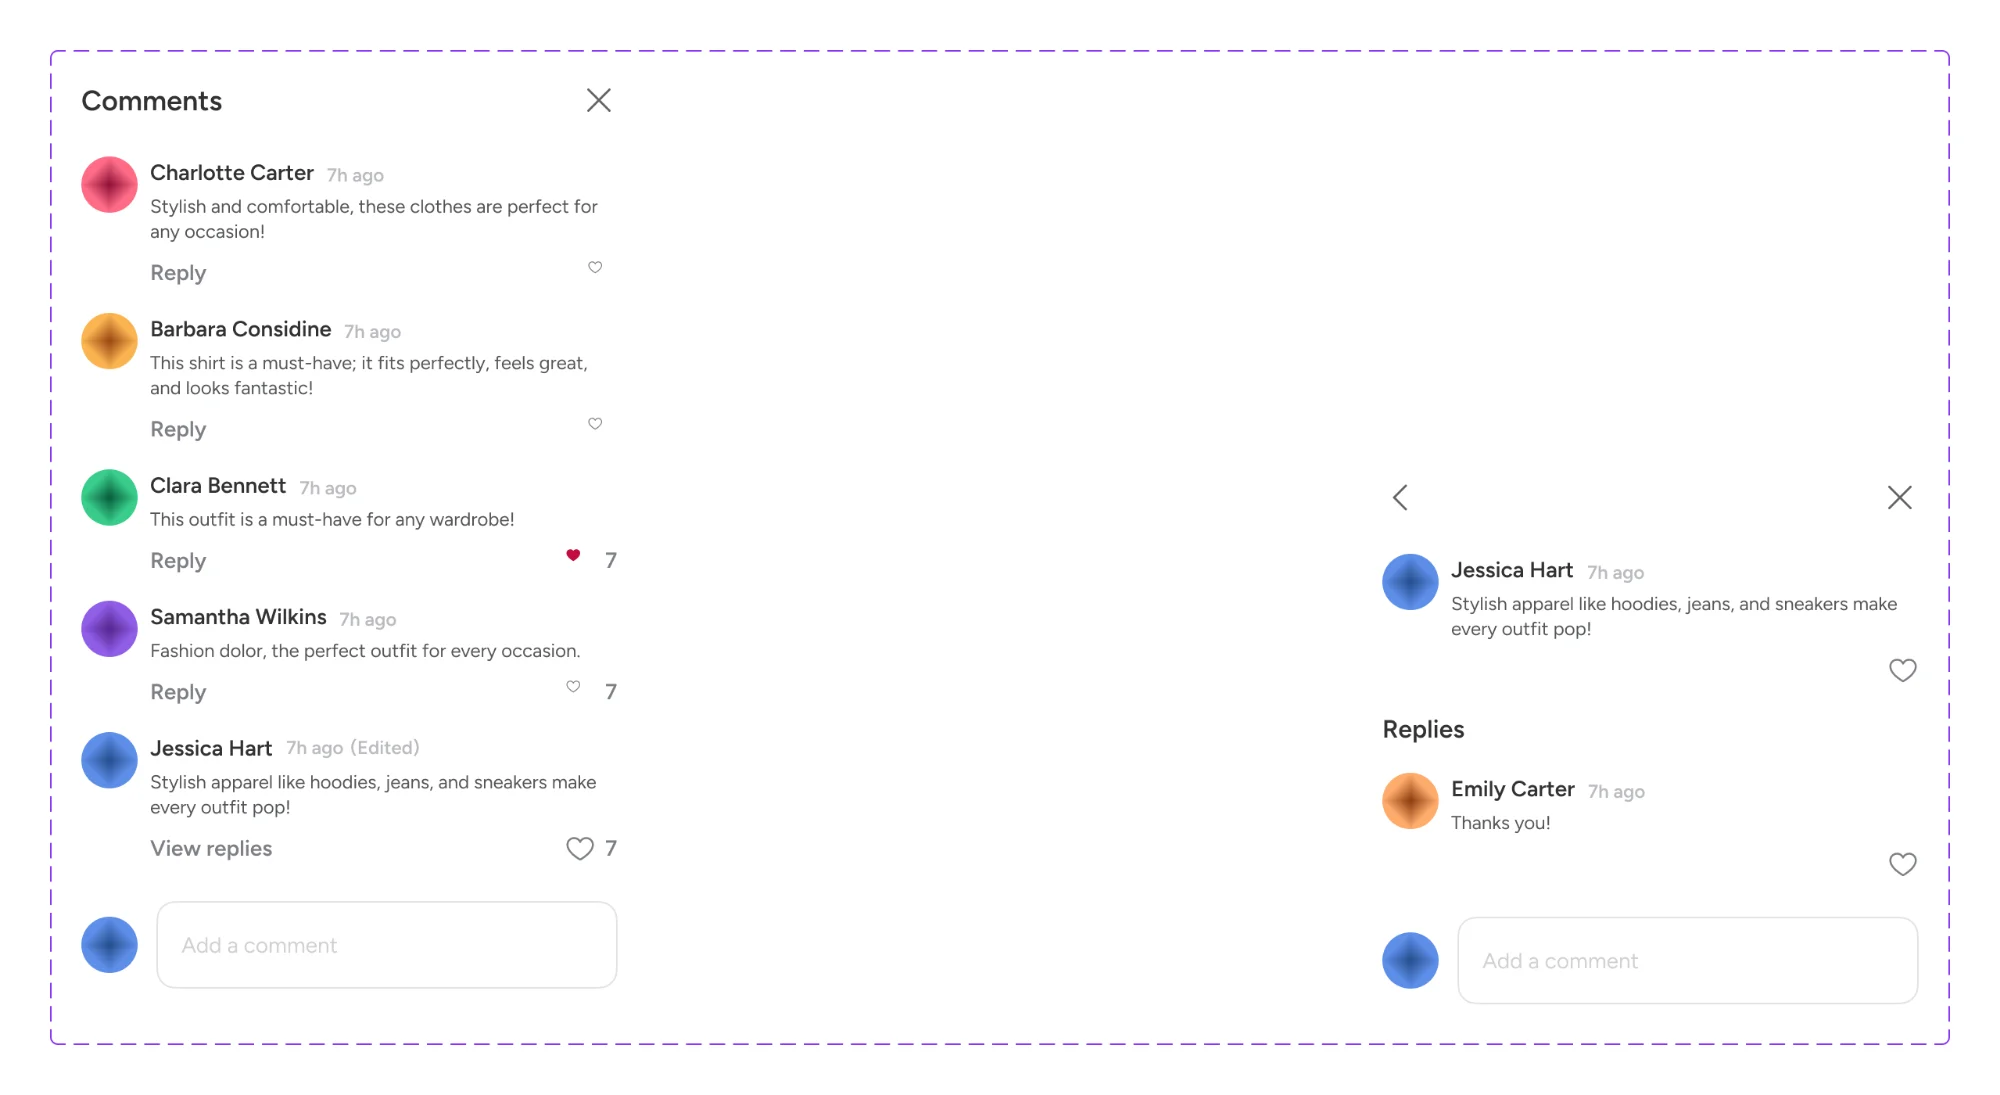 Comments
Charlotte Carter 7h ago
Stylish and comfortable, these clothes are perfect for
any occasion!
Reply
Barbara Considine 7h ago
This shirt is a must-have; it fits perfectly, feels great,
and looks fantastic!
Reply
Clara Bennett 7h ago
This outfit is a must-have for any wardrobe!
Reply 7
Samantha Wilkins 7h ago
Fashion dolor, the perfect outfit for every occasion.
Reply 7
Jessica Hart 7h ago (Edited)
Stylish apparel like hoodies, jeans, and sneakers make
every outfit pop!
View replies 7
Add a comment
Jessica Hart 7h ago
Stylish apparel like hoodies, jeans, and sneakers make
every outfit pop!
Replies
Emily Carter 7h ago
Thanks you!
Add a comment